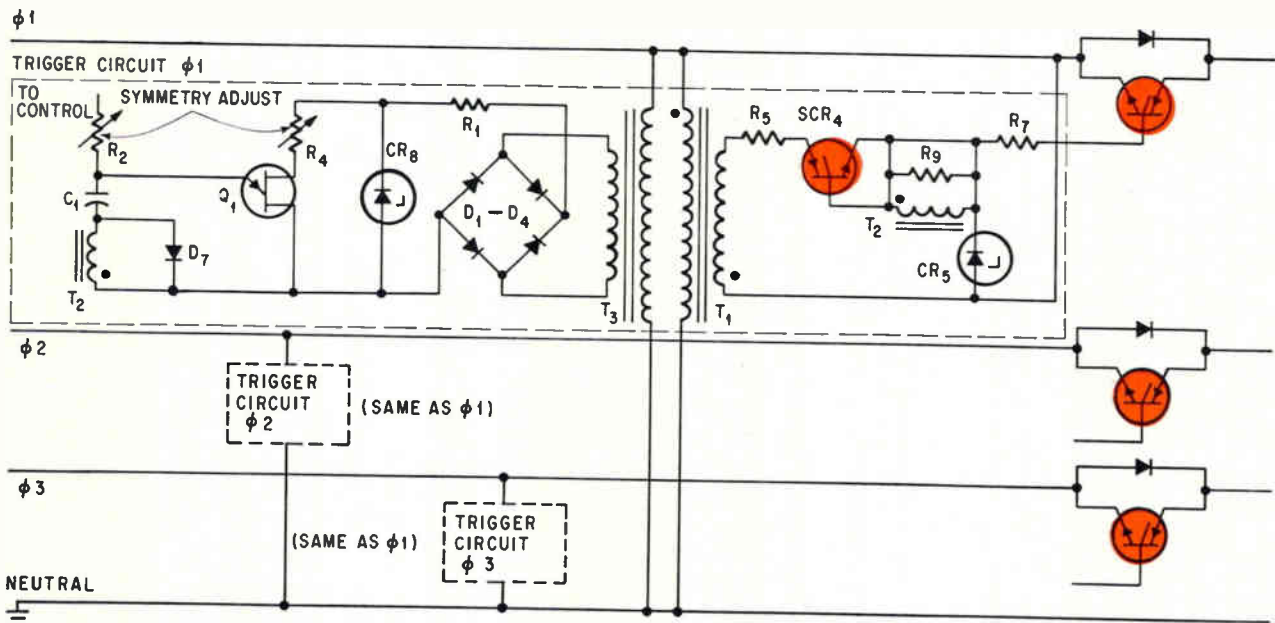 ϕ1
TRIGGER CIRCUIT ϕ1
TO
CONTROL
SYMMETRY ADJUST
R2
R4
R1
CR8
C1
Q1
D1–D4
D7
T2
T3
T1
R5
SCR4
R7
R9
T2
CR5
ϕ2
TRIGGER
CIRCUIT
ϕ2
(SAME AS ϕ1)
ϕ3
(SAME AS ϕ1)
TRIGGER
CIRCUIT
ϕ 3
NEUTRAL